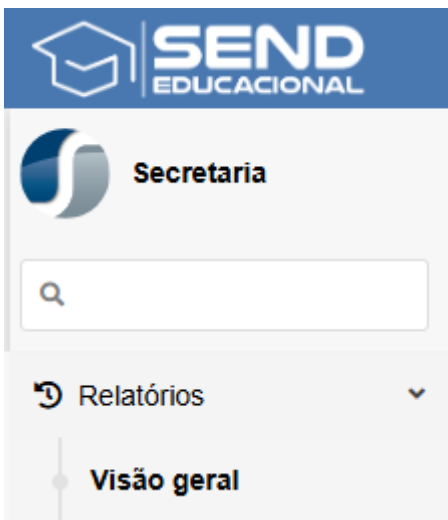 SEND
EDUCACIONAL
Secretaria
Relatórios
Visão geral